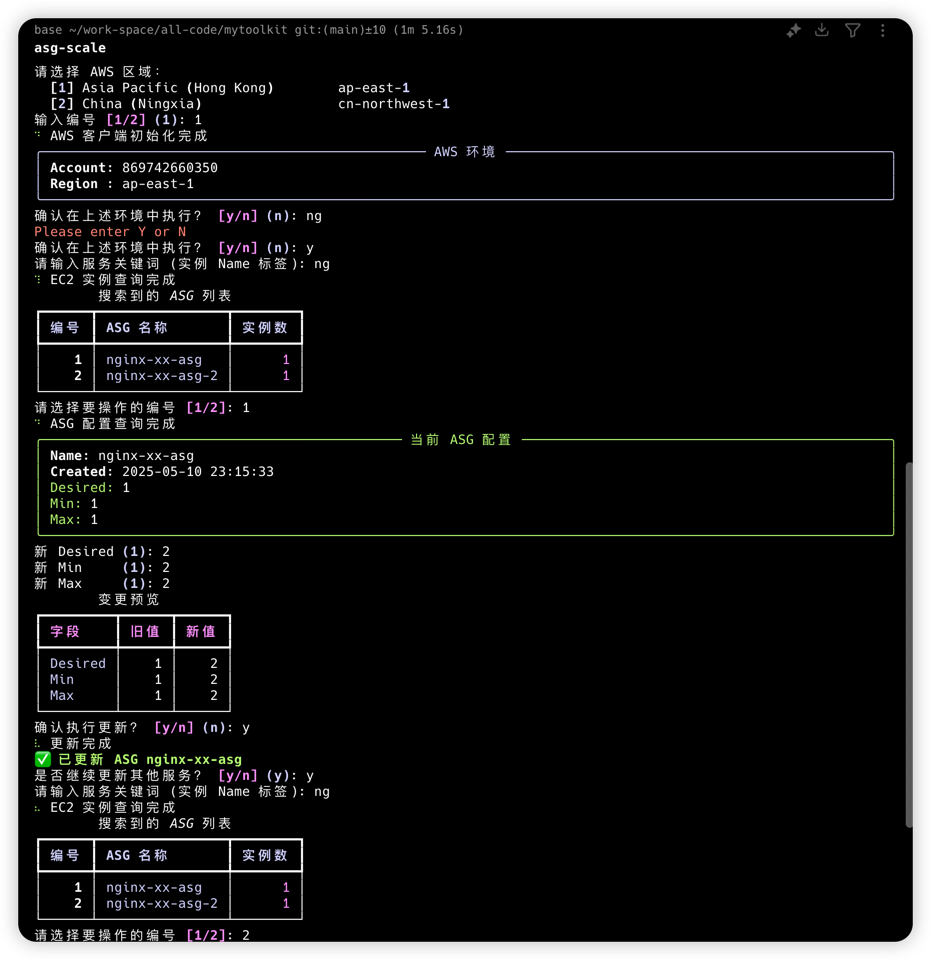 base ~/work-space/all-code/mytoolkit git:(main)±10 (1m 5.16s)
asg-scale
请选择 AWS 区域:
[1] Asia Pacific (Hong Kong) ap-east-1
[2] China (Ningxia) cn-northwest-1
输入编号 [1/2] (1): 1
AWS 客户端初始化完成
AWS 环境
Account: 869742660350
Region : ap-east-1
确认在上述环境中执行? [y/n] (n): ng
Please enter Y or N
确认在上述环境中执行? [y/n] (n): y
请输入服务关键词 (实例 Name 标签): ng
EC2 实例查询完成
搜索到的 ASG 列表
编号 ASG 名称 实例数
1 nginx-xx-asg 1
2 nginx-xx-asg-2 1
请选择要操作的编号 [1/2]: 1
ASG 配置查询完成
当前 ASG 配置
Name: nginx-xx-asg
Created: 2025-05-10 23:15:33
Desired: 1
Min: 1
Max: 1
新 Desired (1): 2
新 Min (1): 2
新 Max (1): 2
变更预览
字段 旧值 新值
Desired 1 2
Min 1 2
Max 1 2
确认执行更新? [y/n] (n): y
更新完成
✅ 已更新 ASG nginx-xx-asg
是否继续更新其他服务? [y/n] (y): y
请输入服务关键词 (实例 Name 标签): ng
EC2 实例查询完成
搜索到的 ASG 列表
编号 ASG 名称 实例数
1 nginx-xx-asg 1
2 nginx-xx-asg-2 1
请选择要操作的编号 [1/2]: 2